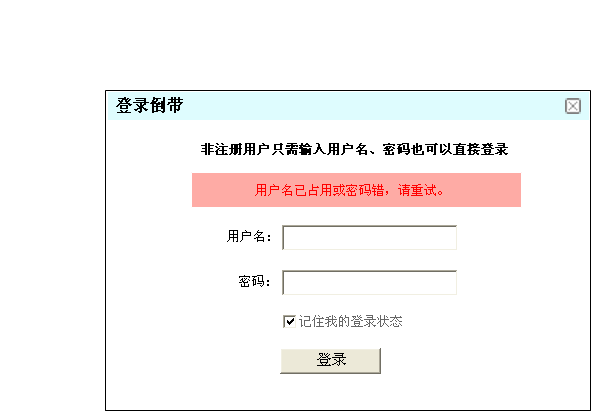 登录倒带
非注册用户只需输入用户名、密码也可以直接登录
用户名已占用或密码错，请重试。
用户名：
密码：
记住我的登录状态
登录